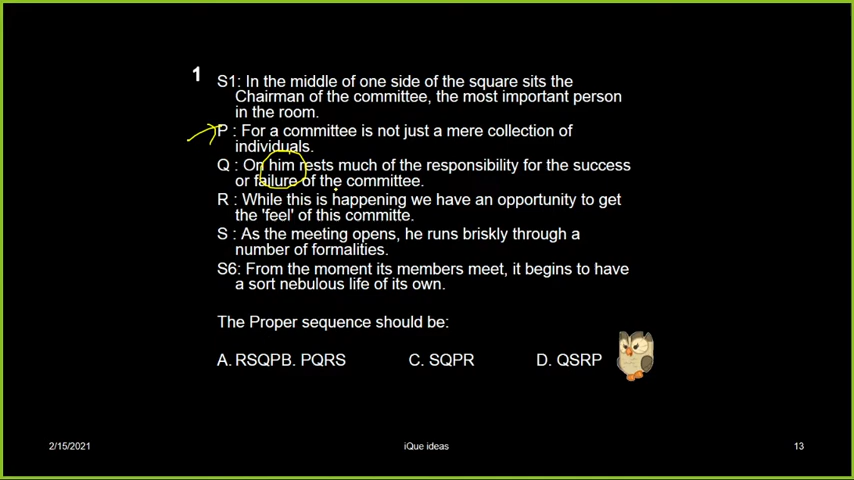 1
S1: In the middle of one side of the square sits the
Chairman of the committee, the most important person
in the room.
P : For a committee is not just a mere collection of
individuals.
Q : On him rests much of the responsibility for the success
or failure of the committee.
R : While this is happening we have an opportunity to get
the 'feel' of this committe.
S : As the meeting opens, he runs briskly through a
number of formalities.
S6: From the moment its members meet, it begins to have
a sort nebulous life of its own.
The Proper sequence should be:
A. RSQPB. PQRS C. SQPR D. QSRP
2/15/2021 iQue ideas 13